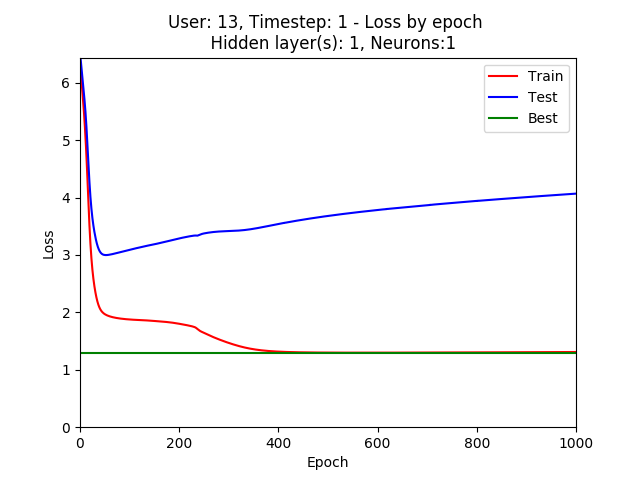 User: 13, Timestep: 1 - Loss by epoch
Hidden layer(s): 1, Neurons:1
Train
Test
Best
Loss
6
5
4
3
2
1
0
0 200 400 600 800 1000
Epoch